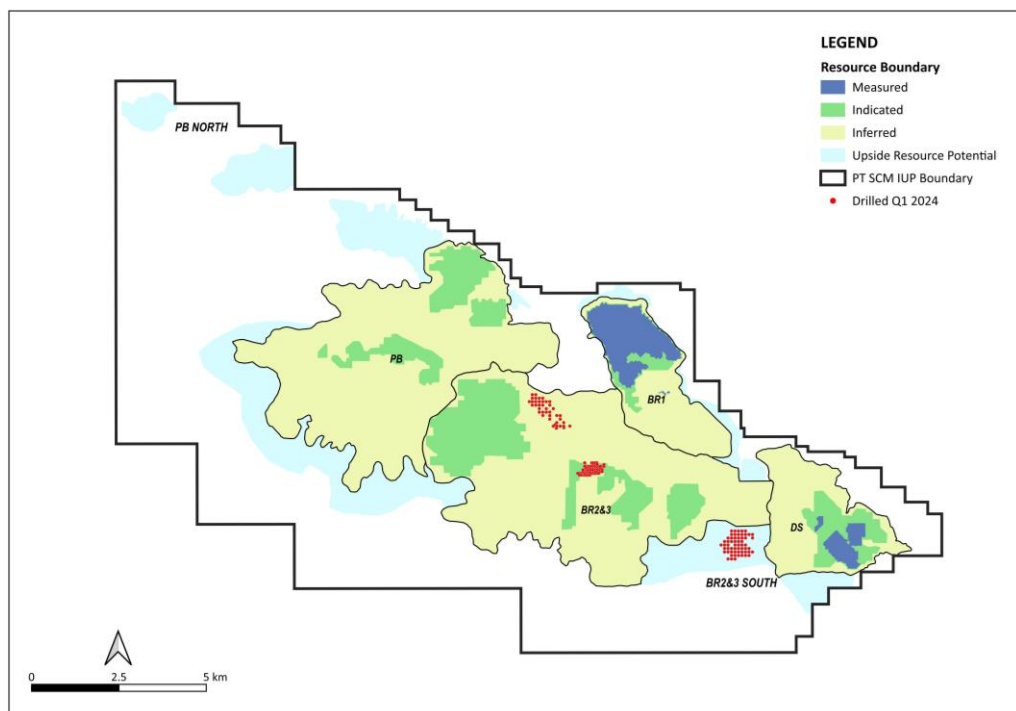 LEGEND
Resource Boundary
Measured
Indicated
Inferred
Upside Resource Potential
PT SCM IUP Boundary
Drilled Q1 2024
PB NORTH
PB
BR1
BR2&3
DS
BR2&3 SOUTH
0 2.5 5 km